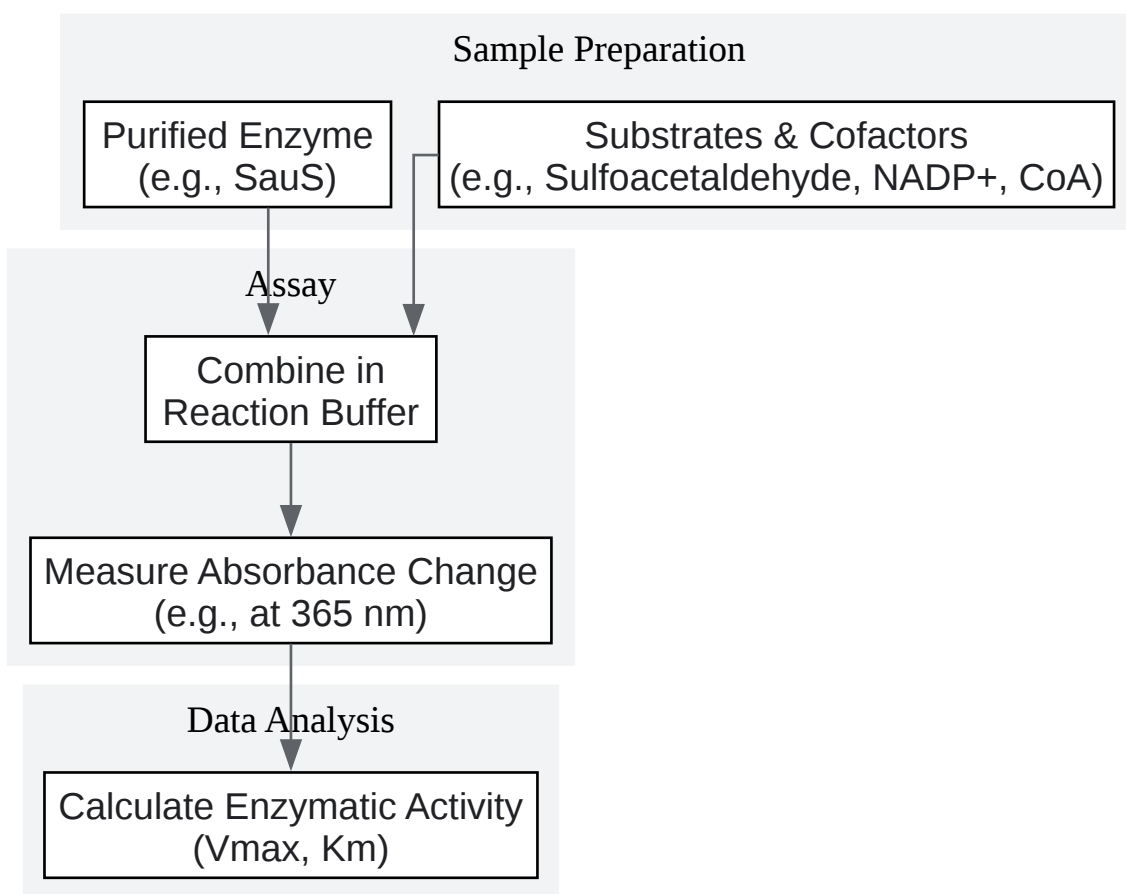 Sample Preparation
Purified Enzyme
(e.g., SauS)
Substrates & Cofactors
(e.g., Sulfoacetaldehyde, NADP+, CoA)
Assay
Combine in
Reaction Buffer
Measure Absorbance Change
(e.g., at 365 nm)
Data Analysis
Calculate Enzymatic Activity
(Vmax, Km)